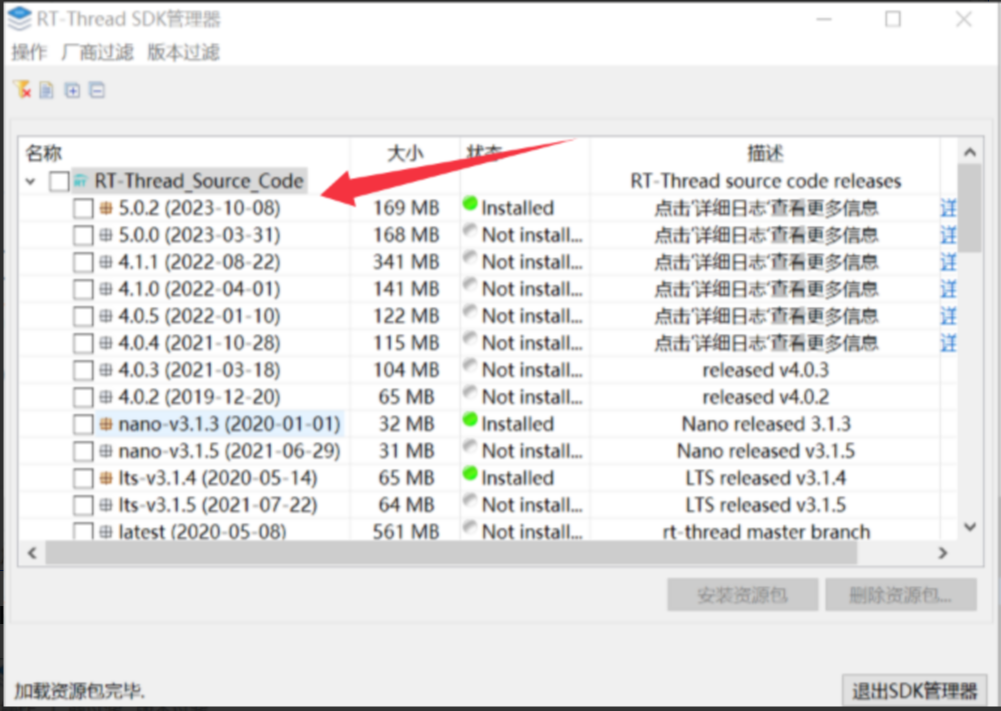 RT-Thread SDK管理器
操作 厂商过滤 版本过滤
名称 大小 状态 描述
RT-Thread_Source_Code RT-Thread source code releases
5.0.2 (2023-10-08) 169 MB Installed 点击'详细日志'查看更多信息 详
5.0.0 (2023-03-31) 168 MB Not install... 点击'详细日志'查看更多信息 详
4.1.1 (2022-08-22) 341 MB Not install... 点击'详细日志'查看更多信息 详
4.1.0 (2022-04-01) 141 MB Not install... 点击'详细日志'查看更多信息 详
4.0.5 (2022-01-10) 122 MB Not install... 点击'详细日志'查看更多信息 详
4.0.4 (2021-10-28) 115 MB Not install... 点击'详细日志'查看更多信息 详
4.0.3 (2021-03-18) 104 MB Not install... released v4.0.3
4.0.2 (2019-12-20) 65 MB Not install... released v4.0.2
nano-v3.1.3 (2020-01-01) 32 MB Installed Nano released 3.1.3
nano-v3.1.5 (2021-06-29) 31 MB Not install... Nano released v3.1.5
lts-v3.1.4 (2020-05-14) 65 MB Installed LTS released v3.1.4
lts-v3.1.5 (2021-07-22) 64 MB Not install... LTS released v3.1.5
latest (2020-05-08) 561 MB Not install... rt-thread master branch
安装资源包 删除资源包...
加载资源包完毕. 退出SDK管理器